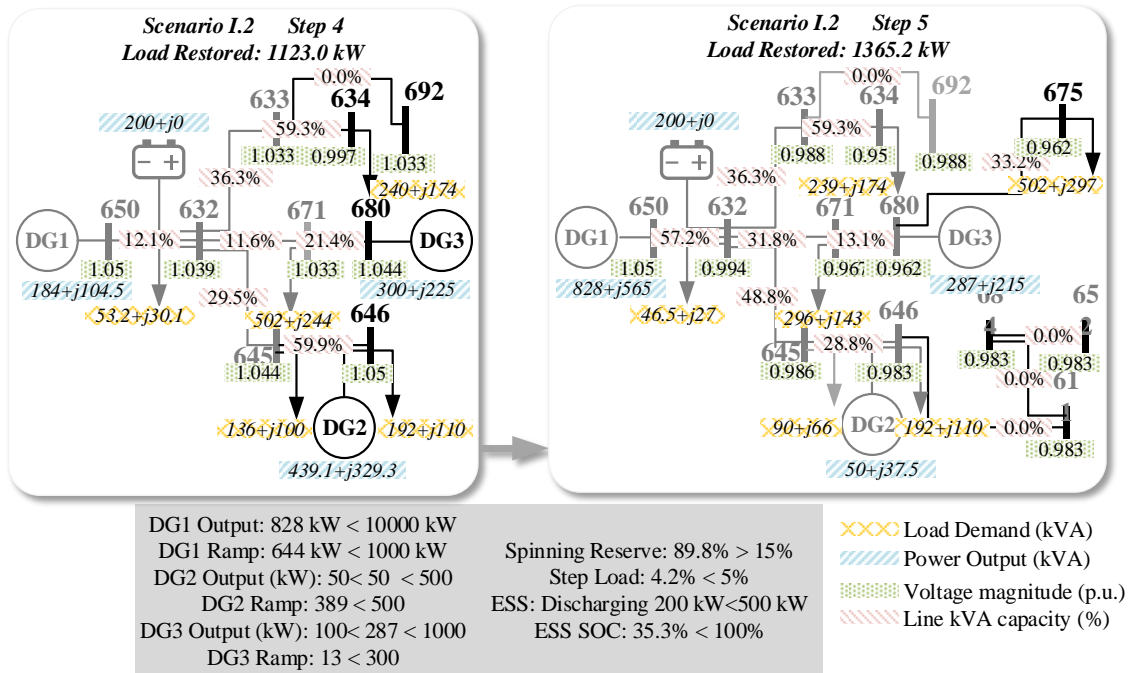 Scenario I.2 Step 4
Load Restored: 1123.0 kW
0.0%
633
634
692
200+j0
59.3%
1.033
0.997
1.033
36.3%
240+j174
650
632
671
680
DG1
12.1%
11.6%
21.4%
DG3
1.05
1.039
1.033
1.044
184+j104.5
300+j225
29.5%
53.2+j30.1
502+j244
646
645
59.9%
1.044
1.05
136+j100
DG2
192+j110
439.1+j329.3
Scenario I.2 Step 5
Load Restored: 1365.2 kW
0.0%
633
634
692
675
200+j0
59.3%
0.988
0.95
0.988
0.962
33.2%
36.3%
239+j174
502+j297
650
632
671
680
DG1
57.2%
31.8%
13.1%
DG3
1.05
0.994
0.967
0.962
828+j565
287+j215
48.8%
46.5+j27
296+j143
646
65
2
4
0.0%
645
28.8%
0.983
0.983
0.986
0.983
0.0%
61
90+j66
DG2
192+j110
0.0%
0.983
50+j37.5
DG1 Output: 828 kW < 10000 kW
DG1 Ramp: 644 kW < 1000 kW
DG2 Output (kW): 50< 50 < 500
DG2 Ramp: 389 < 500
DG3 Output (kW): 100< 287 < 1000
DG3 Ramp: 13 < 300
Spinning Reserve: 89.8% > 15%
Step Load: 4.2% < 5%
ESS: Discharging 200 kW<500 kW
ESS SOC: 35.3% < 100%
Load Demand (kVA)
Power Output (kVA)
Voltage magnitude (p.u.)
Line kVA capacity (%)